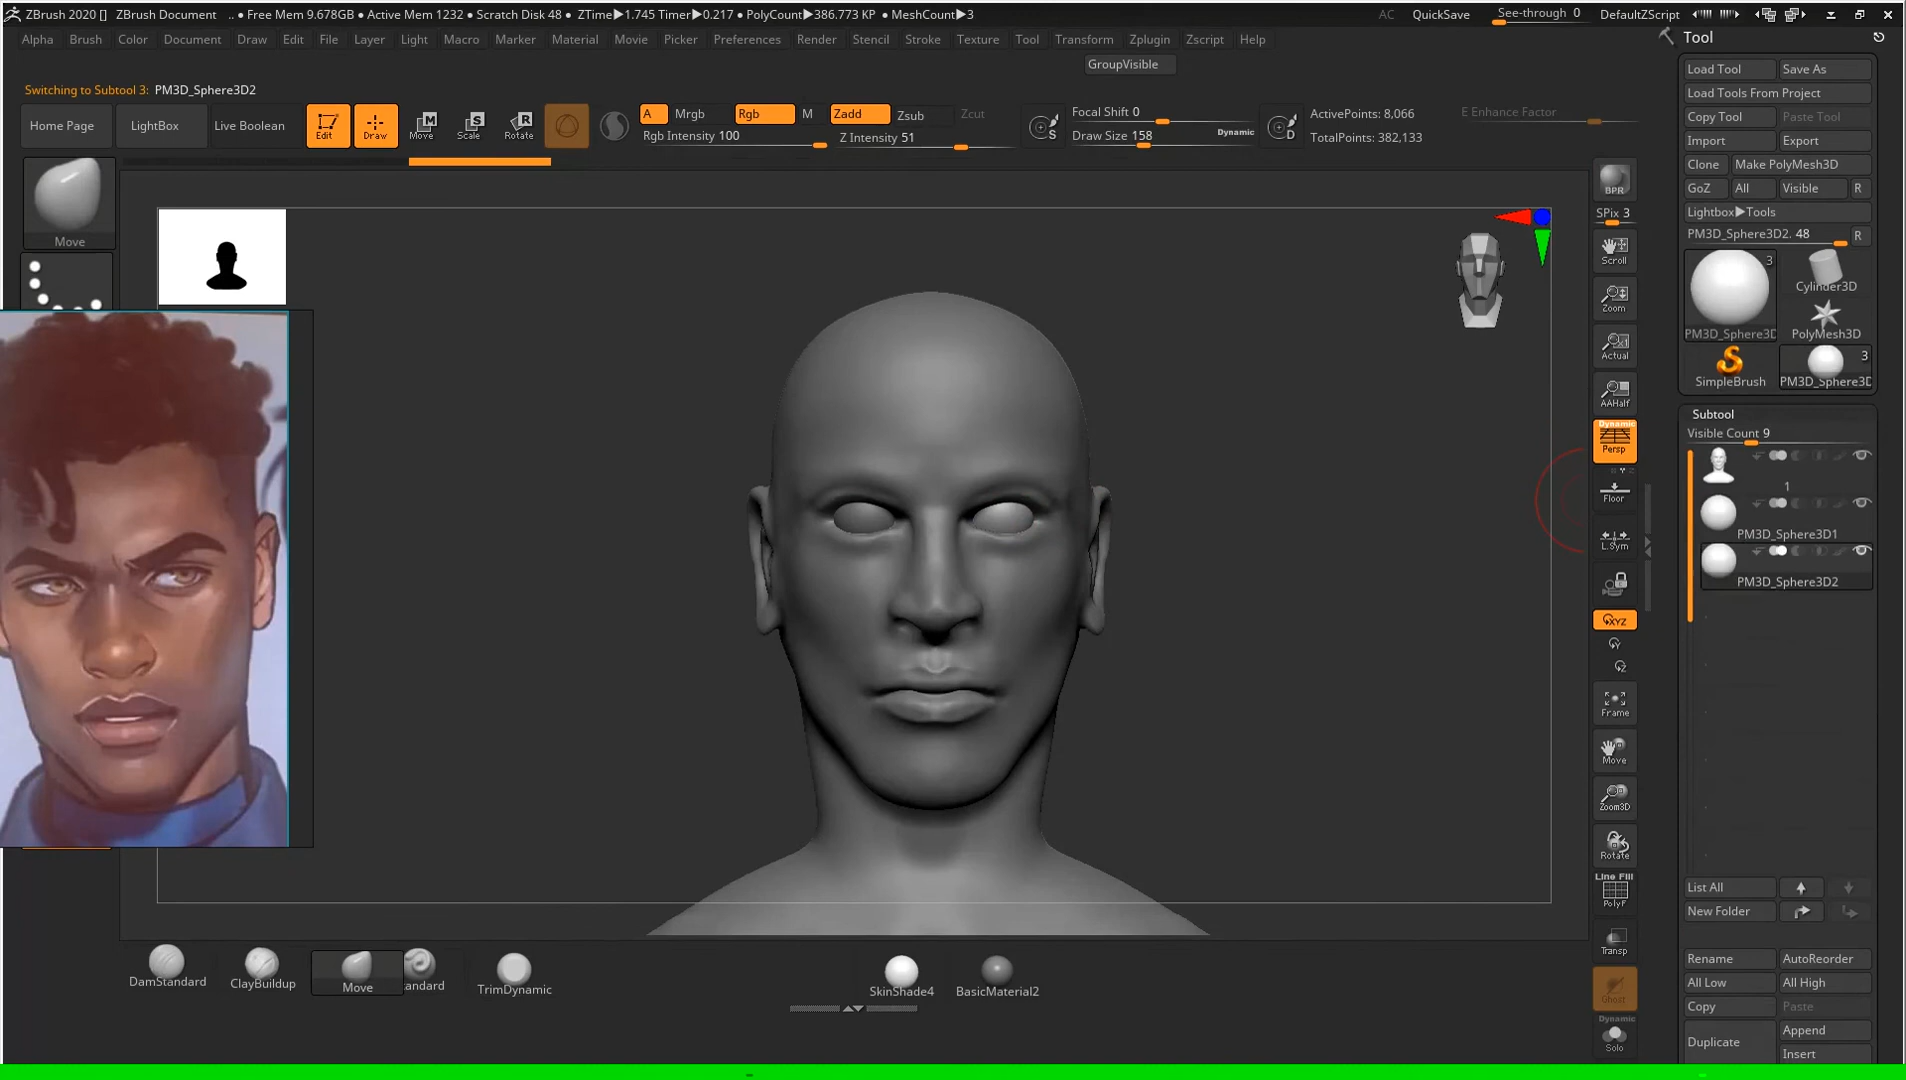 ZBrush 2020 [] ZBrush Document .. • Free Mem 9.678GB • Active Mem 1232 • Scratch Disk 48 • ZTime▶1.745 Timer▶0.217 • PolyCount▶386.773 KP • MeshCount▶3 AC QuickSave See-through 0 DefaultZScript
Alpha Brush Color Document Draw Edit File Layer Light Macro Marker Material Movie Picker Preferences Render Stencil Stroke Texture Tool Transform Zplugin Zscript Help
GroupVisible
Switching to Subtool 3: PM3D_Sphere3D2
Home Page LightBox Live Boolean Edit Draw Move Scale Rotate
M S R
A Mrgb Rgb M Zadd Zsub Zcut
Rgb Intensity 100 Z Intensity 51
S Focal Shift 0
Draw Size 158 Dynamic D
ActivePoints: 8,066
TotalPoints: 382,133
E Enhance Factor
Move
BPR
SPix 3
Scroll
Zoom
Actual
AAHalf
Dynamic
Persp
Floor
L.Sym
XYZ
Y
Z
Frame
Move
Zoom3D
Rotate
Line Fill
PolyF
Transp
Ghost
Dynamic
Solo
Tool
Load Tool Save As
Load Tools From Project
Copy Tool Paste Tool
Import Export
Clone Make PolyMesh3D
GoZ All Visible R
Lightbox▶Tools
PM3D_Sphere3D2. 48 R
3
PM3D_Sphere3D
Cylinder3D
PolyMesh3D
SimpleBrush
3
PM3D_Sphere3D
Subtool
Visible Count 9
1
PM3D_Sphere3D1
PM3D_Sphere3D2
List All
New Folder
Rename AutoReorder
All Low All High
Copy Paste
Duplicate Append
Insert
DamStandard ClayBuildup Move andard TrimDynamic SkinShade4 BasicMaterial2